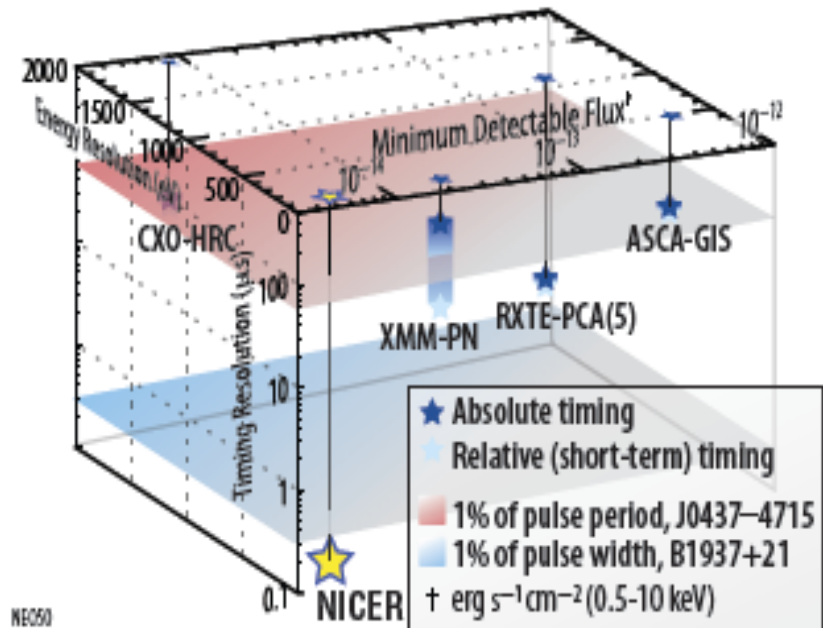 2000
1500
1000
500
0
Energy Resolution (eV)
Minimum Detectable Flux†
10⁻¹⁴
10⁻¹³
10⁻¹²
100
10
1
0.1
Timing Resolution (μs)
CXO-HRC
XMM-PN
RXTE-PCA(5)
ASCA-GIS
NICER
Absolute timing
Relative (short-term) timing
1% of pulse period, J0437–4715
1% of pulse width, B1937+21
† erg s⁻¹ cm⁻² (0.5-10 keV)
NE050